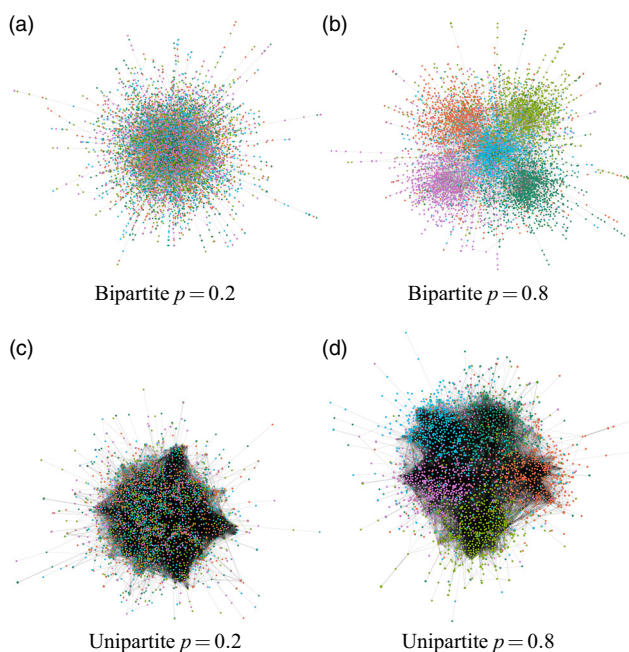 (a)
(b)
Bipartite p = 0.2
Bipartite p = 0.8
(c)
(d)
Unipartite p = 0.2
Unipartite p = 0.8